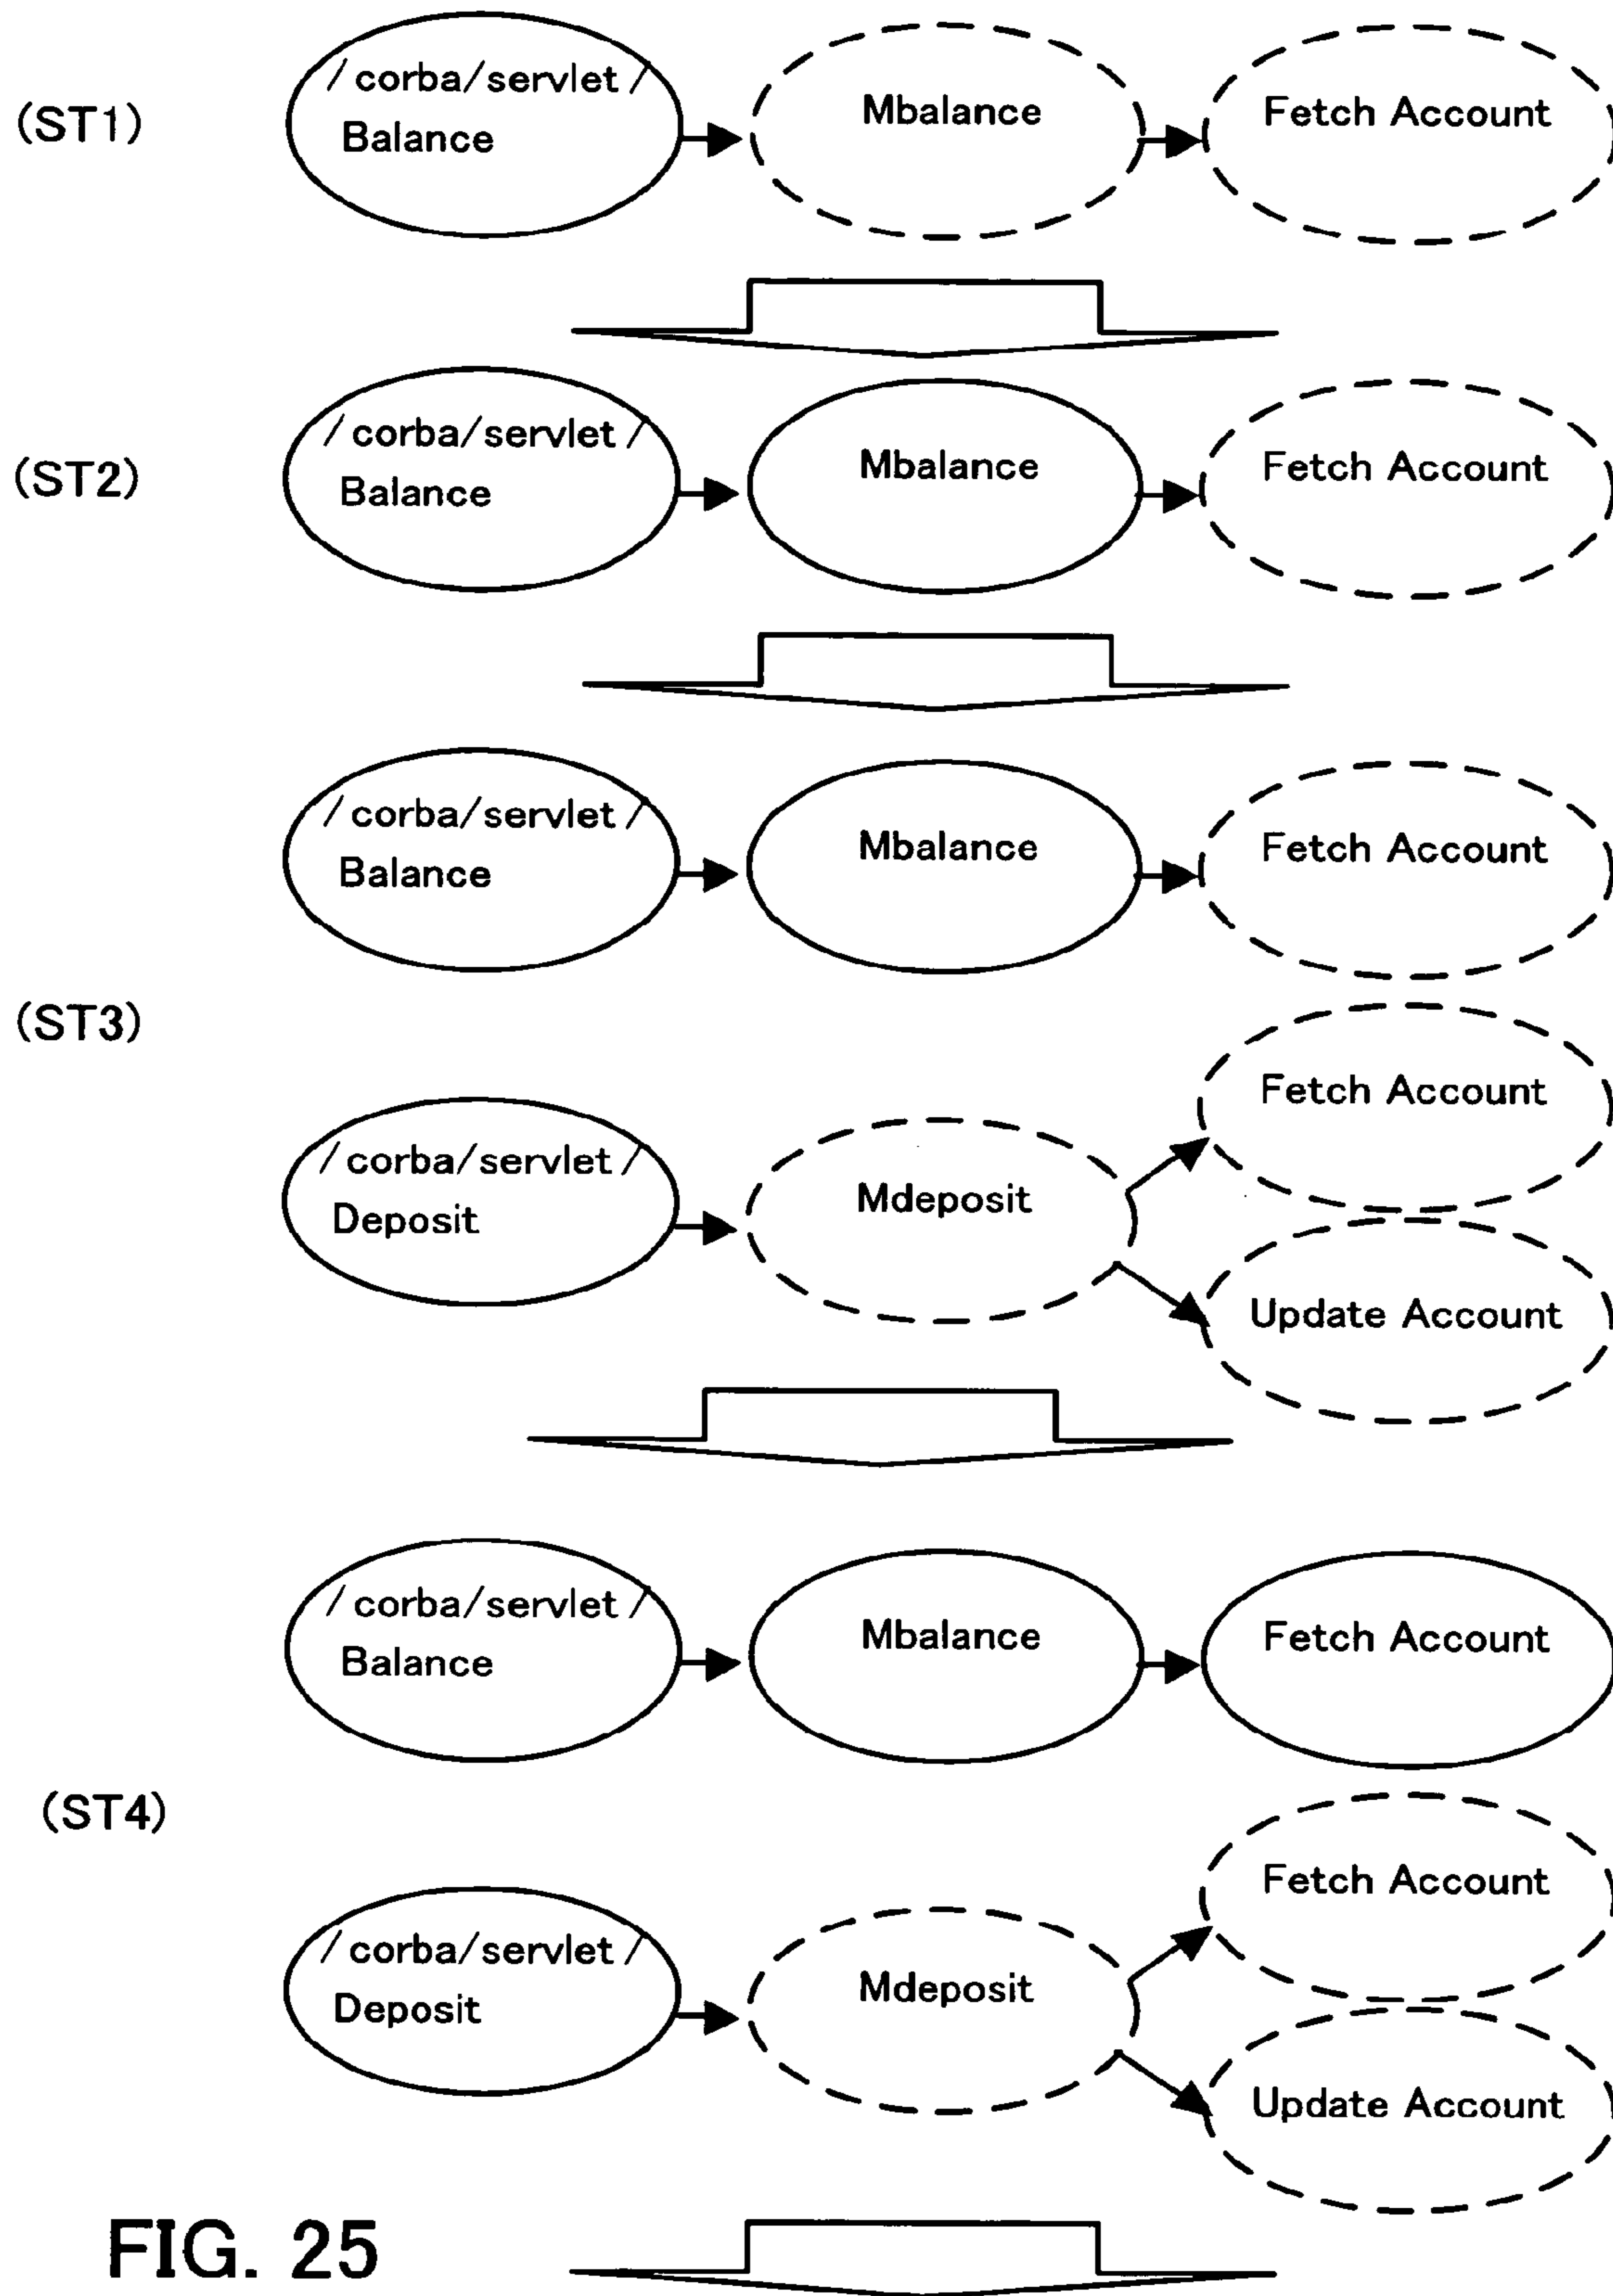 (ST1)
/corba/servlet/
Balance
Mbalance
Fetch Account
(ST2)
/corba/servlet/
Balance
Mbalance
Fetch Account
(ST3)
/corba/servlet/
Balance
Mbalance
Fetch Account
/corba/servlet/
Deposit
Mdeposit
Fetch Account
Update Account
(ST4)
/corba/servlet/
Balance
Mbalance
Fetch Account
/corba/servlet/
Deposit
Mdeposit
Fetch Account
Update Account
FIG. 25